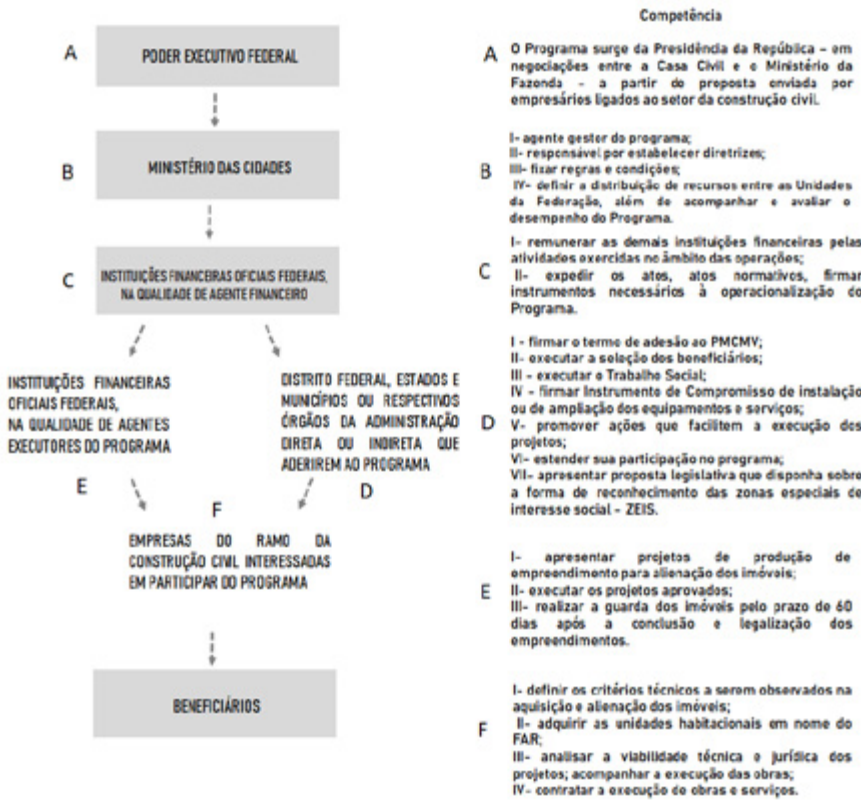 A
PODER EXECUTIVO FEDERAL
B
MINISTÉRIO DAS CIDADES
C
INSTITUIÇÕES FINANCEIRAS OFICIAIS FEDERAIS,
NA QUALIDADE DE AGENTE FINANCEIRO
INSTITUIÇÕES FINANCEIRAS
OFICIAIS FEDERAIS,
NA QUALIDADE DE AGENTES
EXECUTORES DO PROGRAMA
E
DISTRITO FEDERAL, ESTADOS E
MUNICÍPIOS OU RESPECTIVOS
ÓRGÃOS DA ADMINISTRAÇÃO
DIRETA OU INDIRETA QUE
ADERIREM AO PROGRAMA
D
F
EMPRESAS DO RAMO DA
CONSTRUÇÃO CIVIL INTERESSADAS
EM PARTICIPAR DO PROGRAMA
BENEFICIÁRIOS
Competência
A
O Programa surge da Presidência da República – em
negociações entre a Casa Civil e o Ministério da
Fazenda – a partir de proposta enviada por
empresários ligados ao setor da construção civil.
B
I- agente gestor do programa;
II- responsável por estabelecer diretrizes;
III- fixar regras e condições;
IV- definir a distribuição de recursos entre as Unidades
da Federação, além de acompanhar e avaliar o
desempenho do Programa.
C
I- remunerar as demais instituições financeiras pelas
atividades exercidas no âmbito das operações;
II- expedir os atos, atos normativos, firmar
instrumentos necessários à operacionalização do
Programa.
D
I - firmar o termo de adesão ao PMCMV;
II- executar a seleção dos beneficiários;
III - executar o Trabalho Social;
IV - firmar Instrumento de Compromisso de instalação
ou de ampliação dos equipamentos e serviços;
V- promover ações que facilitem a execução dos
projetos;
VI- estender sua participação no programa;
VII- apresentar proposta legislativa que disponha sobre
a forma de reconhecimento das zonas especiais de
interesse social – ZEIS.
E
I- apresentar projetos de produção de
empreendimento para alienação dos imóveis;
II- executar os projetos aprovados;
III- realizar a guarda dos imóveis pelo prazo de 60
dias após a conclusão e legalização dos
empreendimentos.
F
I- definir os critérios técnicos a serem observados na
aquisição e alienação dos imóveis;
II- adquirir as unidades habitacionais em nome do
FAR;
III- analisar a viabilidade técnica e jurídica dos
projetos; acompanhar a execução das obras;
IV- contratar a execução de obras e serviços.